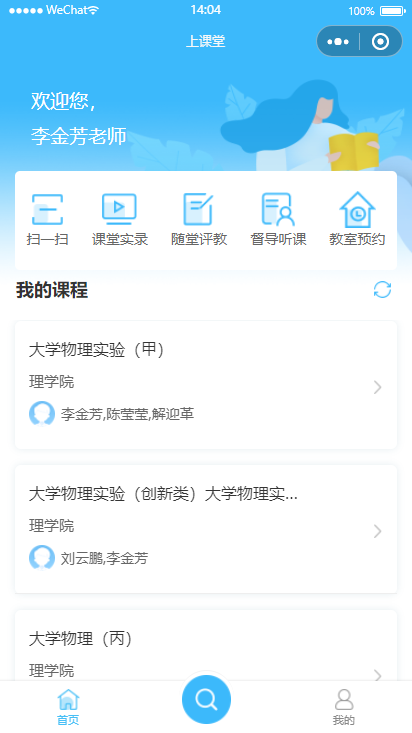 WeChat
14:04
100%
上课堂
欢迎您，
李金芳老师
扫一扫
课堂实录
随堂评教
督导听课
教室预约
我的课程
大学物理实验（甲）
理学院
李金芳,陈莹莹,解迎革
大学物理实验（创新类）大学物理实...
理学院
刘云鹏,李金芳
大学物理（丙）
理学院
首页
我的